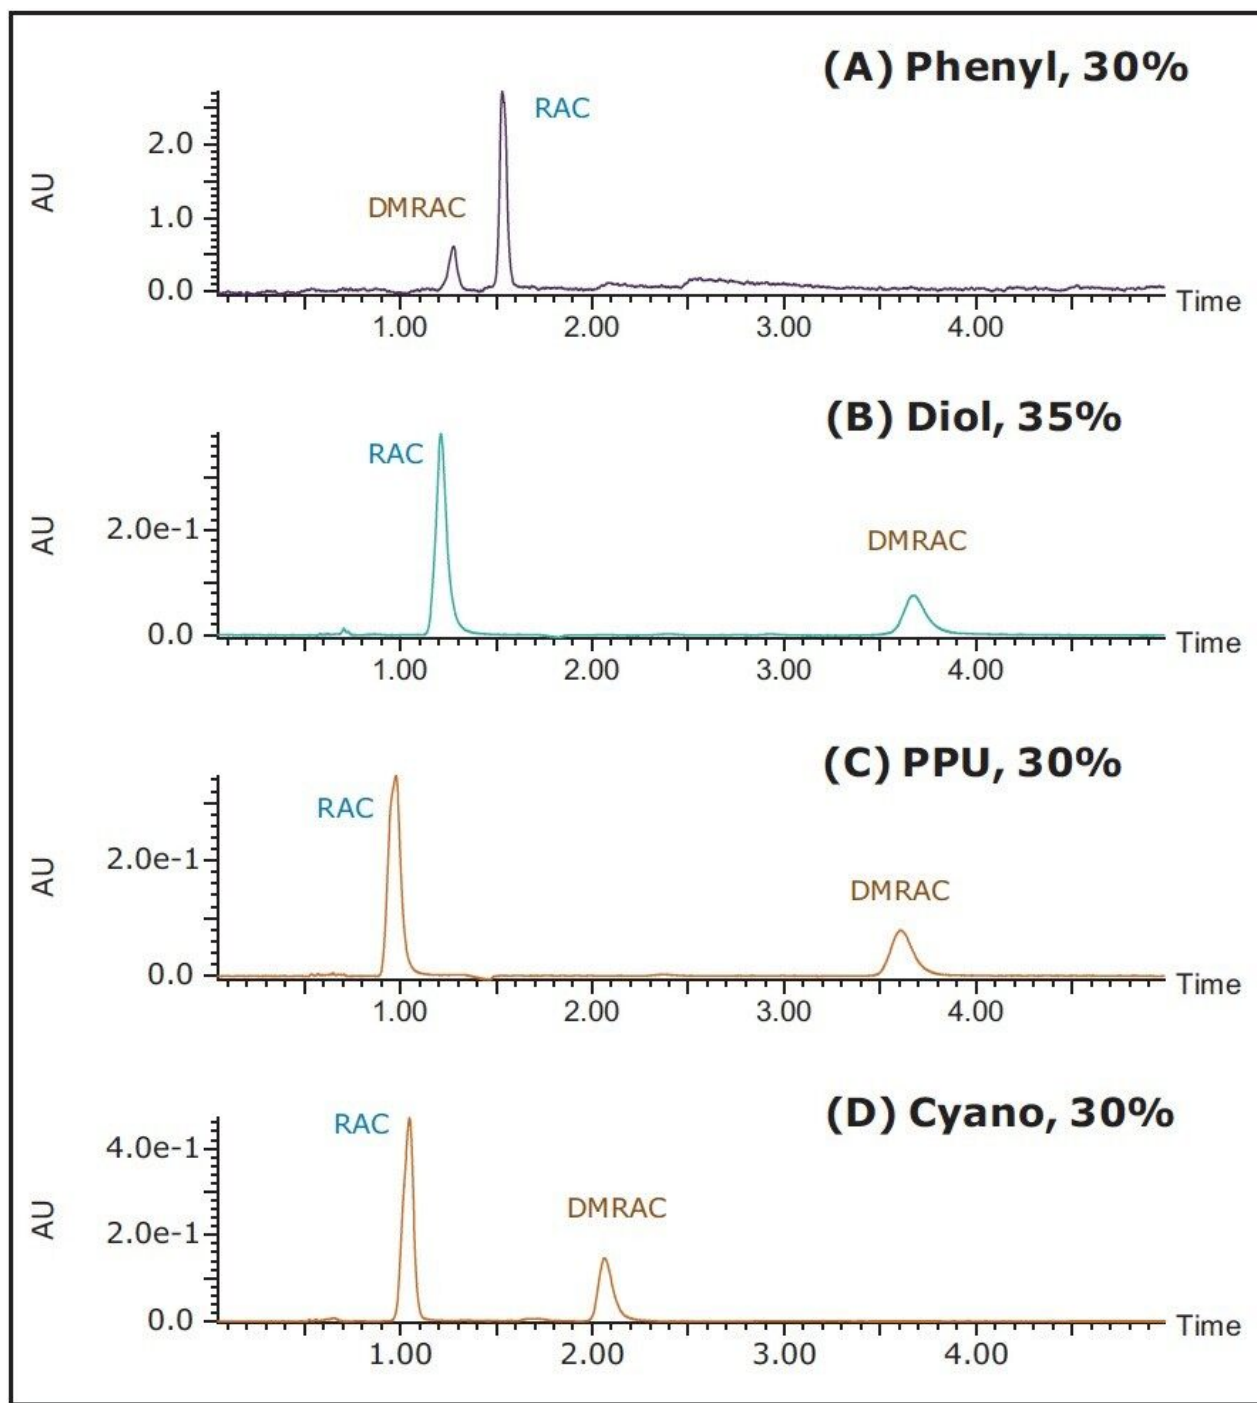 (A) Phenyl, 30%
RAC
DMRAC
AU
2.0
1.0
0.0
1.00 2.00 3.00 4.00
Time
(B) Diol, 35%
RAC
DMRAC
AU
2.0e-1
0.0
1.00 2.00 3.00 4.00
Time
(C) PPU, 30%
RAC
DMRAC
AU
2.0e-1
0.0
1.00 2.00 3.00 4.00
Time
(D) Cyano, 30%
RAC
DMRAC
AU
4.0e-1
2.0e-1
0.0
1.00 2.00 3.00 4.00
Time